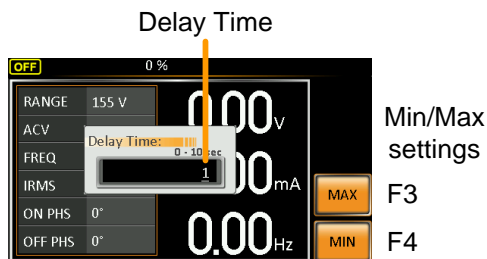 Delay Time
OFF 0 %
RANGE 155 V
0.00V
ACV
Delay Time:
0 - 10 sec
1
FREQ
IRMS
0.00mA
ON PHS 0°
OFF PHS 0°
0.00Hz
MAX
MIN
Min/Max
settings
F3
F4